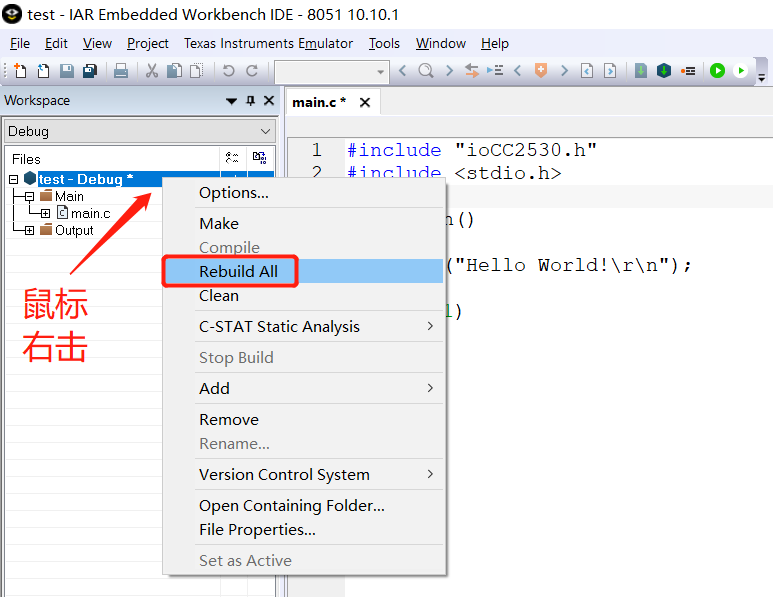 test - IAR Embedded Workbench IDE - 8051 10.10.1
File Edit View Project Texas Instruments Emulator Tools Window Help
Workspace
main.c *
Debug
Files
test - Debug *
Main
main.c
Output
鼠标
右击
Options...
Make
Compile
Rebuild All
Clean
C-STAT Static Analysis
Stop Build
Add
Remove
Rename...
Version Control System
Open Containing Folder...
File Properties...
Set as Active
1 #include "ioCC2530.h"
2 #include <stdio.h>
()
("Hello World!\r\n");
)